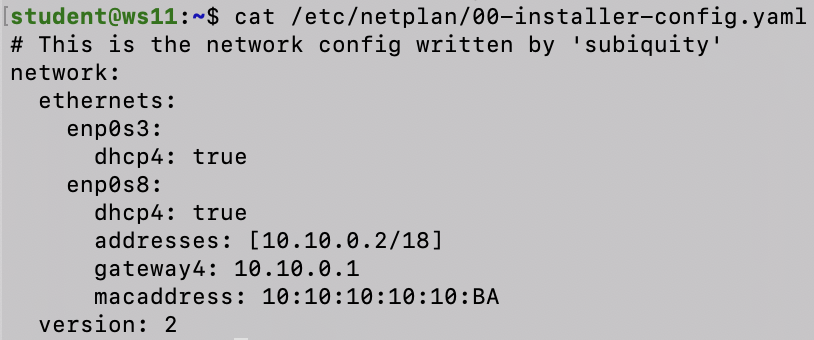 [student@ws11:~$ cat /etc/netplan/00-installer-config.yaml
# This is the network config written by 'subiquity'
network:
  ethernets:
    enp0s3:
      dhcp4: true
    enp0s8:
      dhcp4: true
      addresses: [10.10.0.2/18]
      gateway4: 10.10.0.1
      macaddress: 10:10:10:10:10:BA
  version: 2